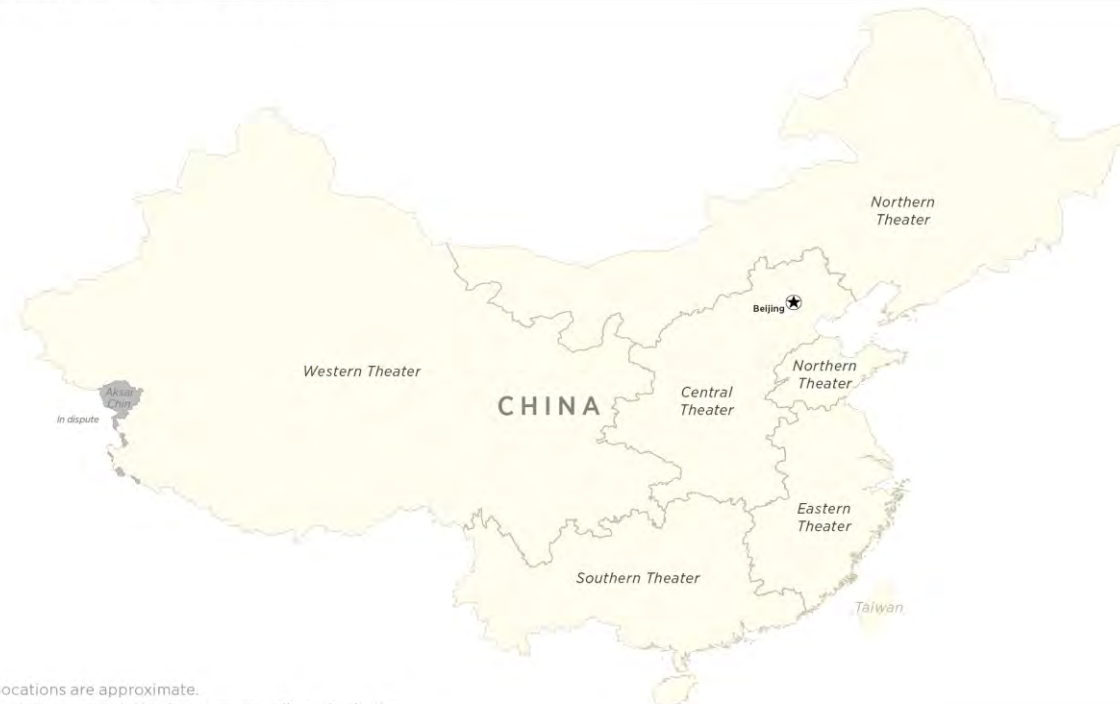 Northern
Theater
Beijing
Western Theater
Northern
Theater
Aksai
Chin
In dispute
CHINA
Central
Theater
Eastern
Theater
Southern Theater
Taiwan
ocations are approximate.